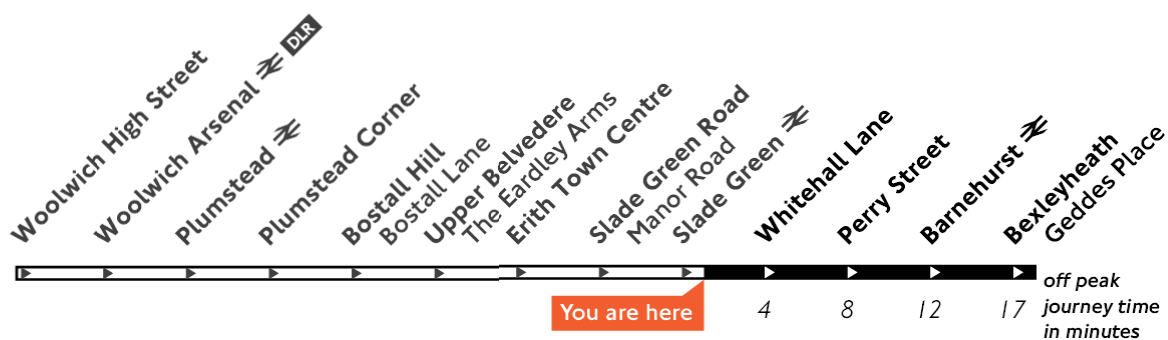 Woolwich High Street
Woolwich Arsenal DLR
Plumstead
Plumstead Corner
Bostall Hill
Bostall Lane
Upper Belvedere
The Eardley Arms
Erith Town Centre
Slade Green Road
Manor Road
Slade Green
Whitehall Lane
Perry Street
Barnehurst
Bexleyheath
Geddes Place
You are here
4
8
12
17
off peak
journey time
in minutes